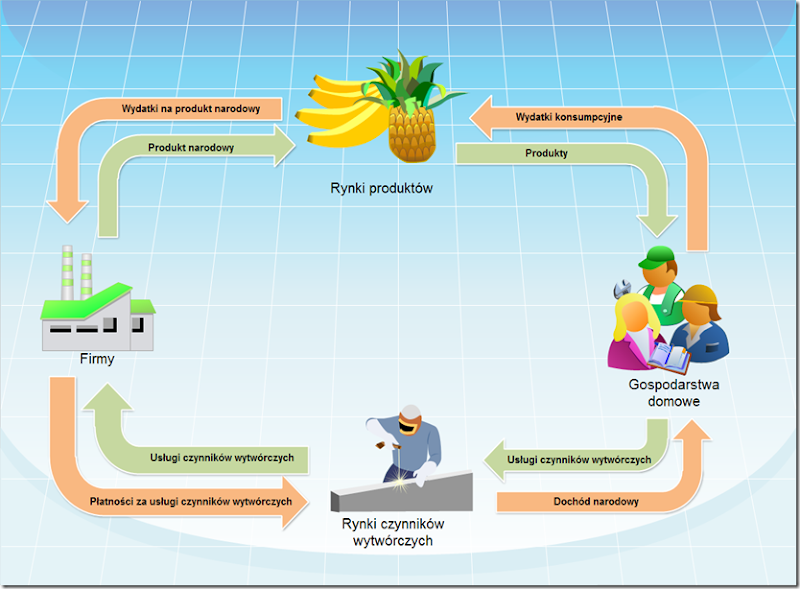 Wydatki na produkt narodowy
Wydatki konsumpcyjne
Produkt narodowy
Produkty
Rynki produktów
Firmy
Gospodarstwa
domowe
Usługi czynników wytwórczych
Usługi czynników wytwórczych
Płatności za usługi czynników wytwórczych
Dochód narodowy
Rynki czynników
wytwórczych